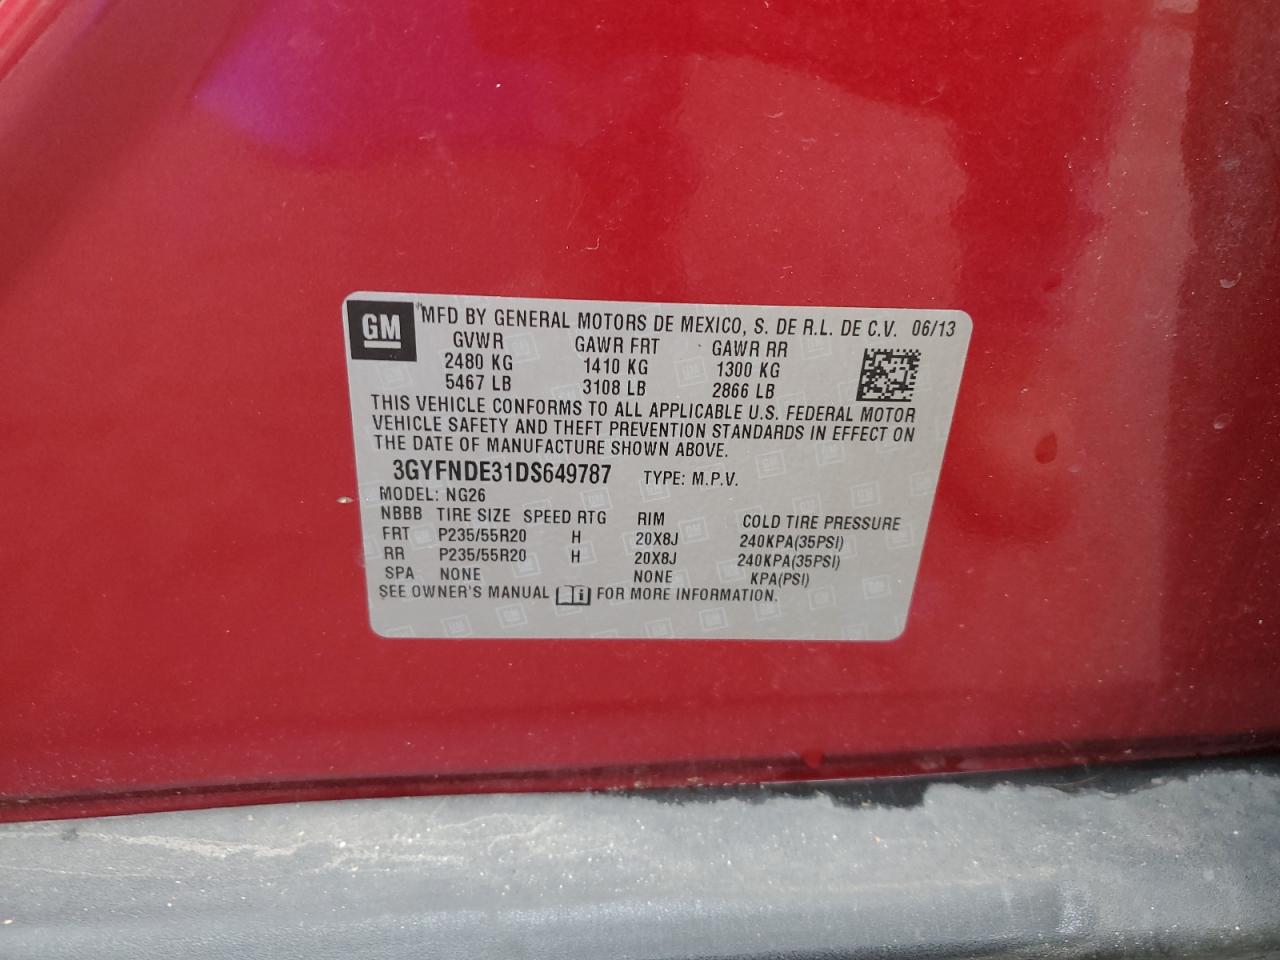 GM MFD BY GENERAL MOTORS DE MEXICO, S. DE R.L. DE C.V. 06/13
GVWR GAWR FRT GAWR RR
2480 KG 1410 KG 1300 KG
5467 LB 3108 LB 2866 LB
THIS VEHICLE CONFORMS TO ALL APPLICABLE U.S. FEDERAL MOTOR
VEHICLE SAFETY AND THEFT PREVENTION STANDARDS IN EFFECT ON
THE DATE OF MANUFACTURE SHOWN ABOVE.
3GYFNDE31DS649787 TYPE: M.P.V.
MODEL: NG26
NBBB TIRE SIZE SPEED RTG RIM COLD TIRE PRESSURE
FRT P235/55R20 H 20X8J 240KPA(35PSI)
RR P235/55R20 H 20X8J 240KPA(35PSI)
SPA NONE NONE KPA(PSI)
SEE OWNER'S MANUAL FOR MORE INFORMATION.